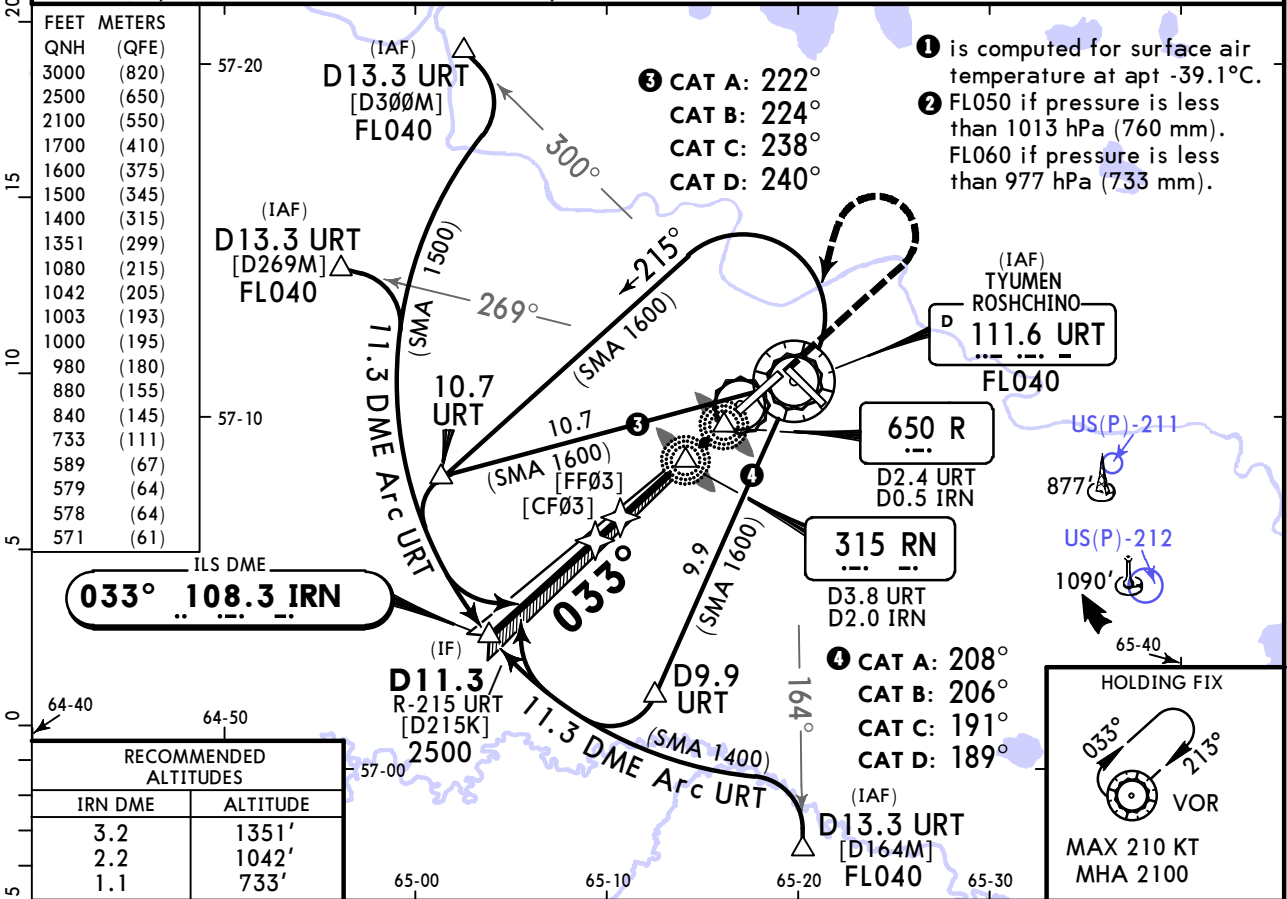 20
15
10
5
0
5
FEET METERS
QNH (QFE)
3000 (820)
2500 (650)
2100 (550)
1700 (410)
1600 (375)
1500 (345)
1400 (315)
1351 (299)
1080 (215)
1042 (205)
1003 (193)
1000 (195)
980 (180)
880 (155)
840 (145)
733 (111)
589 (67)
579 (64)
578 (64)
571 (61)
57-20
57-10
57-00
(IAF)
D13.3 URT
[D3ØØM]
FL040
300°
❸ CAT A: 222°
CAT B: 224°
CAT C: 238°
CAT D: 240°
❶ is computed for surface air
temperature at apt -39.1°C.
❷ FL050 if pressure is less
than 1013 hPa (760 mm).
FL060 if pressure is less
than 977 hPa (733 mm).
(IAF)
D13.3 URT
[D269M]
FL040
269°
(SMA 1500)
11.3 DME Arc URT
215°
(SMA 1600)
(IAF)
TYUMEN
ROSHCHINO
D 111.6 URT
FL040
10.7
URT
10.7
❸
(SMA 1600)
[FFØ3]
[CFØ3]
650 R
D2.4 URT
D0.5 IRN
❹
315 RN
D3.8 URT
D2.0 IRN
US(P)-211
877'
US(P)-212
1090'
ILS DME
033° 108.3 IRN
033°
9.9
(SMA 1600)
(IF)
D11.3
R-215 URT
[D215K]
2500
D9.9
URT
11.3 DME Arc URT
(SMA 1400)
164°
❹ CAT A: 208°
CAT B: 206°
CAT C: 191°
CAT D: 189°
(IAF)
D13.3 URT
[D164M]
FL040
65-40
HOLDING FIX
033°
213°
VOR
MAX 210 KT
MHA 2100
64-40
64-50
65-00
65-10
65-20
65-30
RECOMMENDED
ALTITUDES
IRN DME ALTITUDE
3.2 1351'
2.2 1042'
1.1 733'